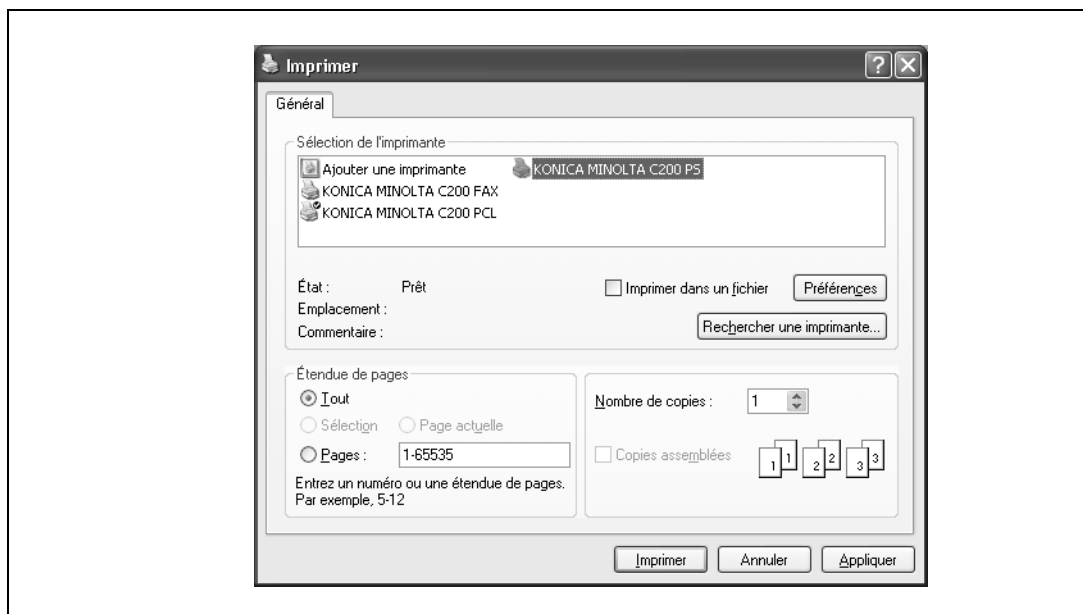 Imprimer
Général
Sélection de l'imprimante
Ajouter une imprimante
KONICA MINOLTA C200 FAX
KONICA MINOLTA C200 PCL
KONICA MINOLTA C200 PS
État : Prêt
Emplacement :
Commentaire :
Imprimer dans un fichier
Préférences
Rechercher une imprimante...
Étendue de pages
Tout
Sélection Page actuelle
Pages : 1-65535
Entrez un numéro ou une étendue de pages.
Par exemple, 5-12
Nombre de copies : 1
Copies assemblées
1 1 2 2 3 3
Imprimer Annuler Appliquer